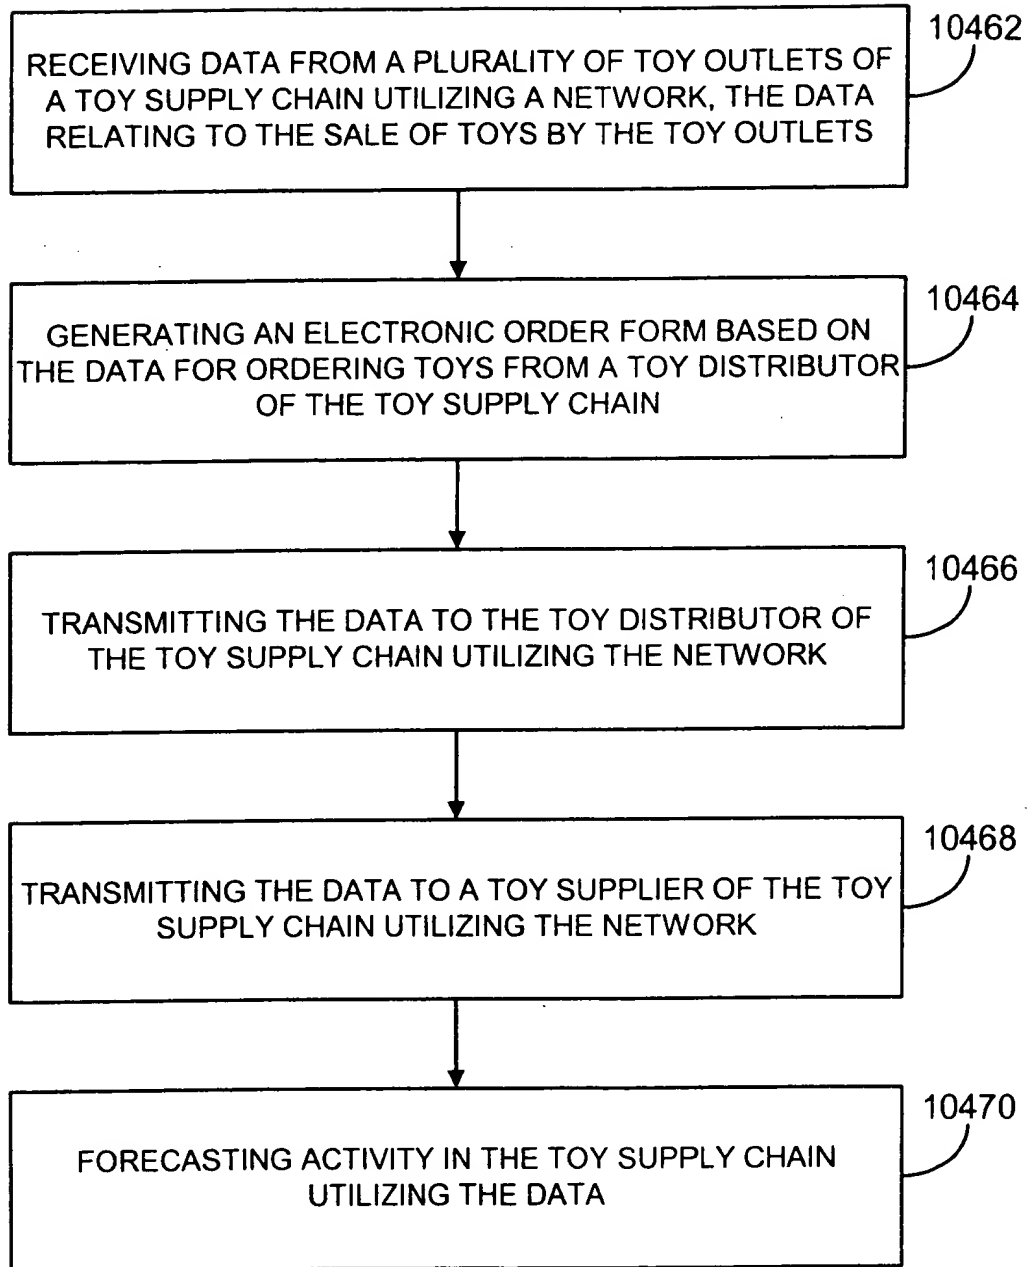 10462
RECEIVING DATA FROM A PLURALITY OF TOY OUTLETS OF
A TOY SUPPLY CHAIN UTILIZING A NETWORK, THE DATA
RELATING TO THE SALE OF TOYS BY THE TOY OUTLETS
10464
GENERATING AN ELECTRONIC ORDER FORM BASED ON
THE DATA FOR ORDERING TOYS FROM A TOY DISTRIBUTOR
OF THE TOY SUPPLY CHAIN
10466
TRANSMITTING THE DATA TO THE TOY DISTRIBUTOR OF
THE TOY SUPPLY CHAIN UTILIZING THE NETWORK
10468
TRANSMITTING THE DATA TO A TOY SUPPLIER OF THE TOY
SUPPLY CHAIN UTILIZING THE NETWORK
10470
FORECASTING ACTIVITY IN THE TOY SUPPLY CHAIN
UTILIZING THE DATA